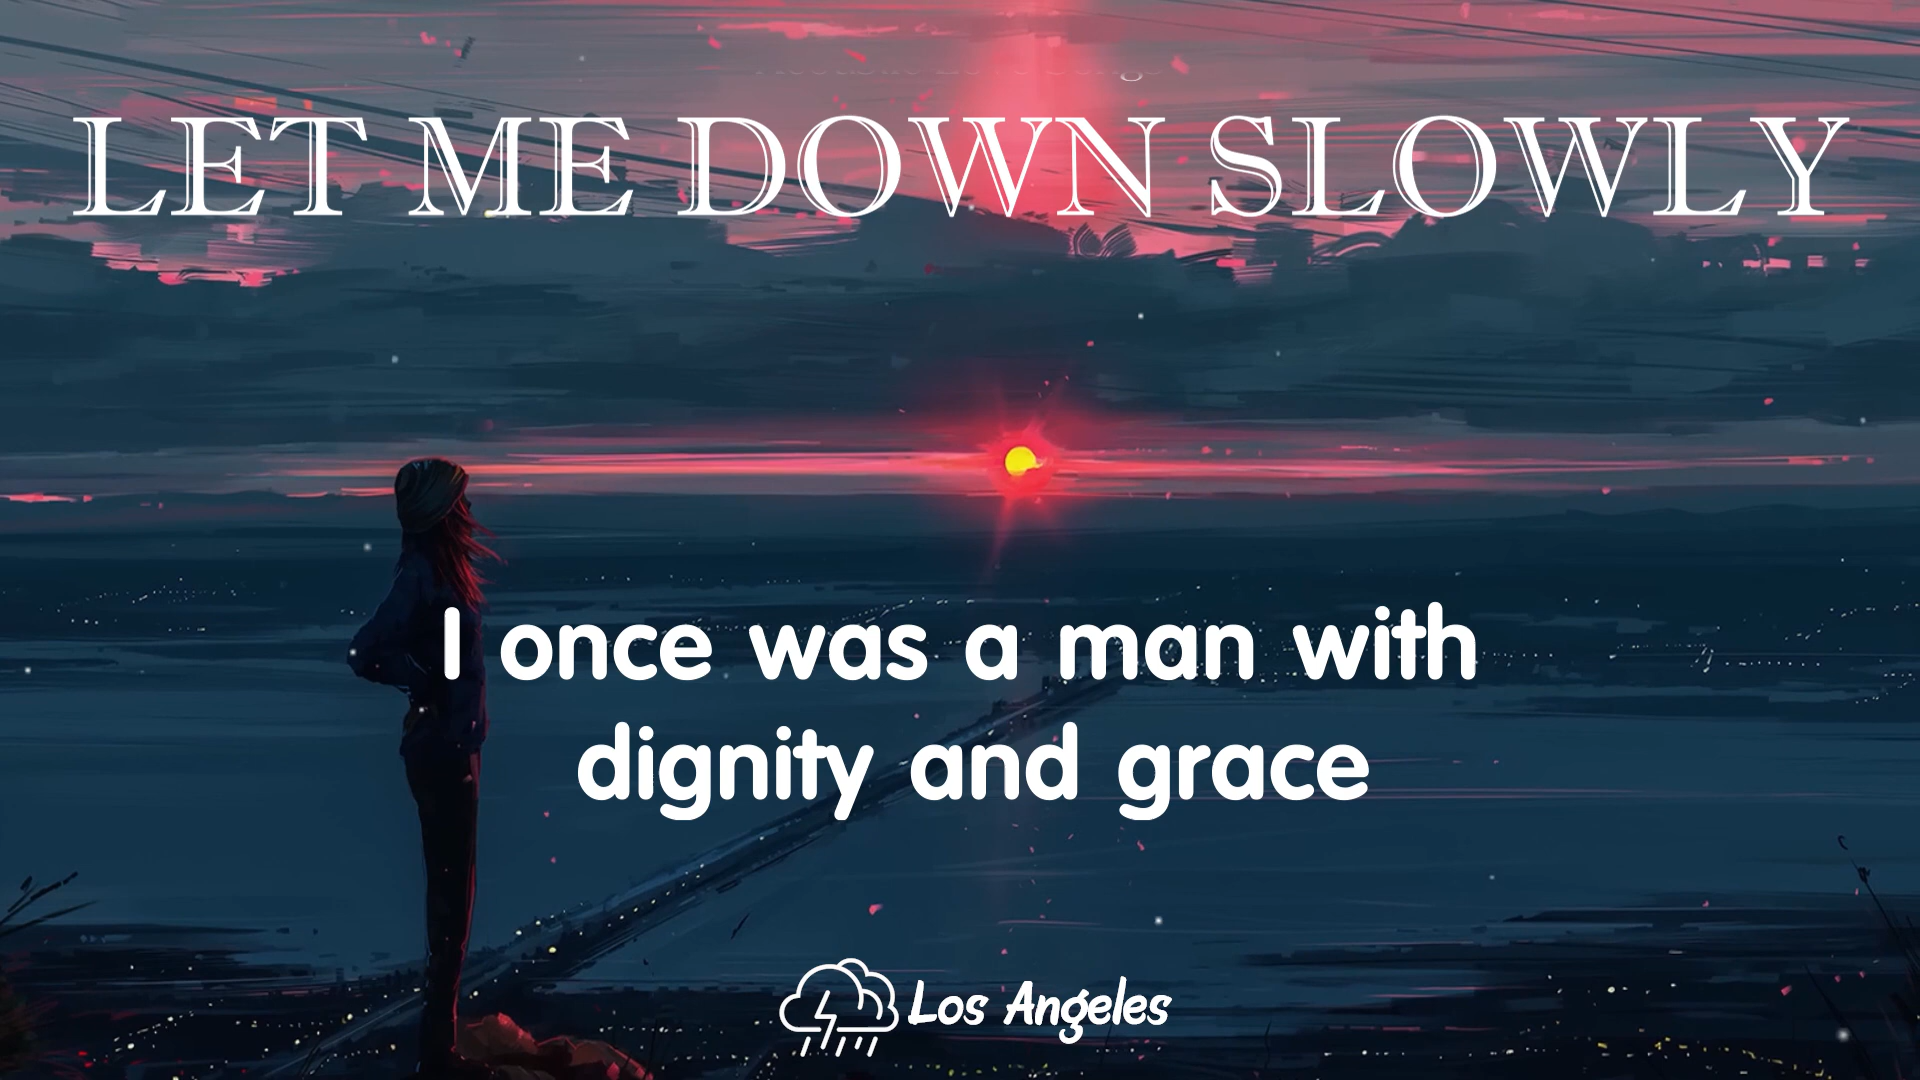 LET ME DOWN SLOWLY
I once was a man with
dignity and grace
Los Angeles